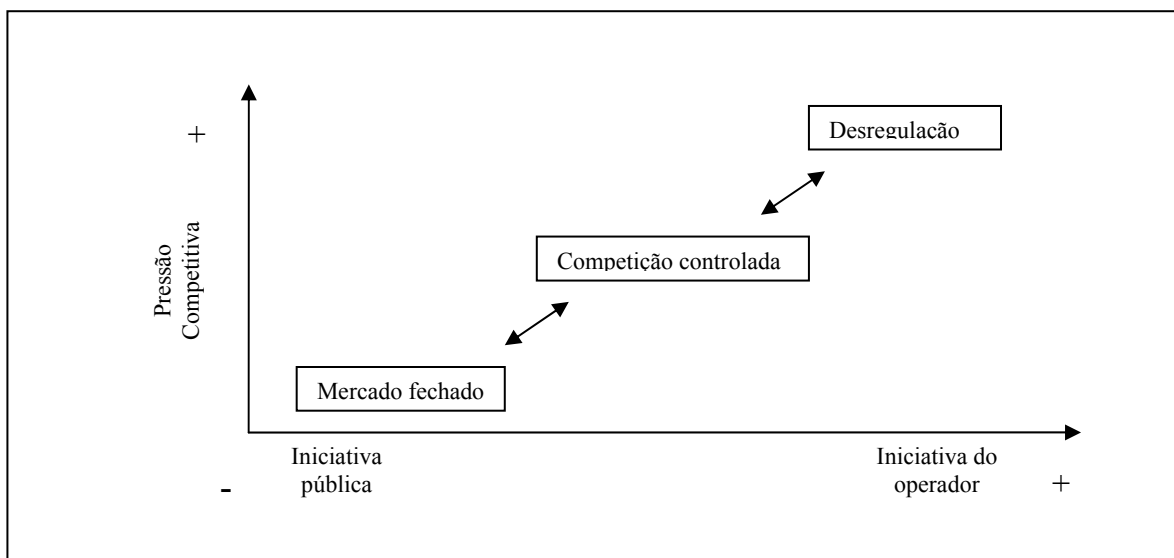 Desregulação
+
Pressão
Competitiva
Competição controlada
Mercado fechado
Iniciativa
pública
Iniciativa do
operador
-
+